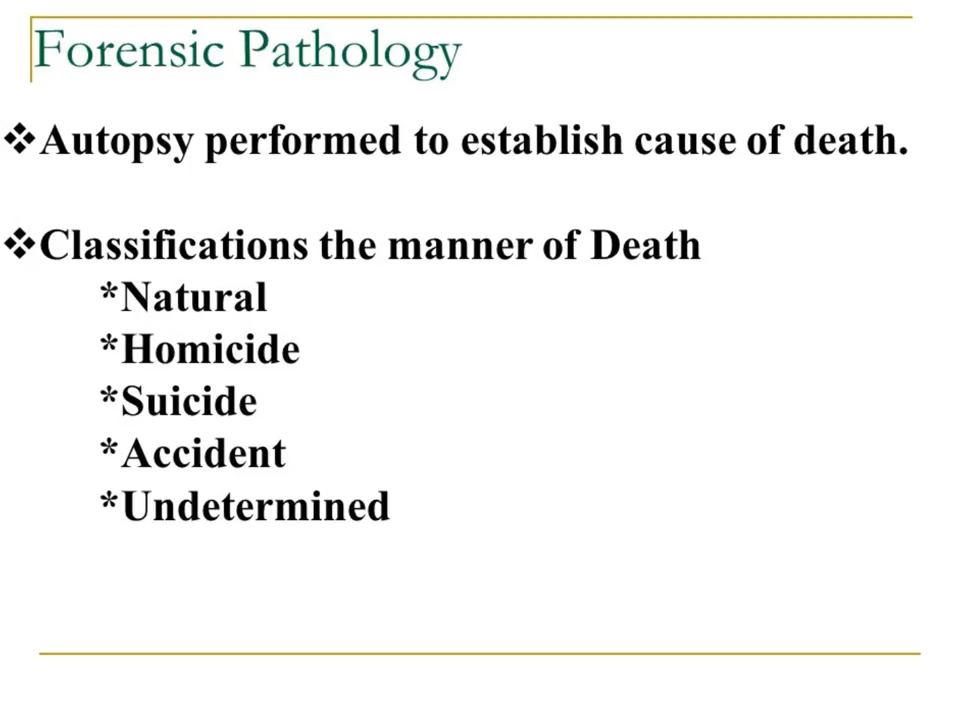 Forensic Pathology
❖Autopsy performed to establish cause of death.
❖Classifications the manner of Death
*Natural
*Homicide
*Suicide
*Accident
*Undetermined